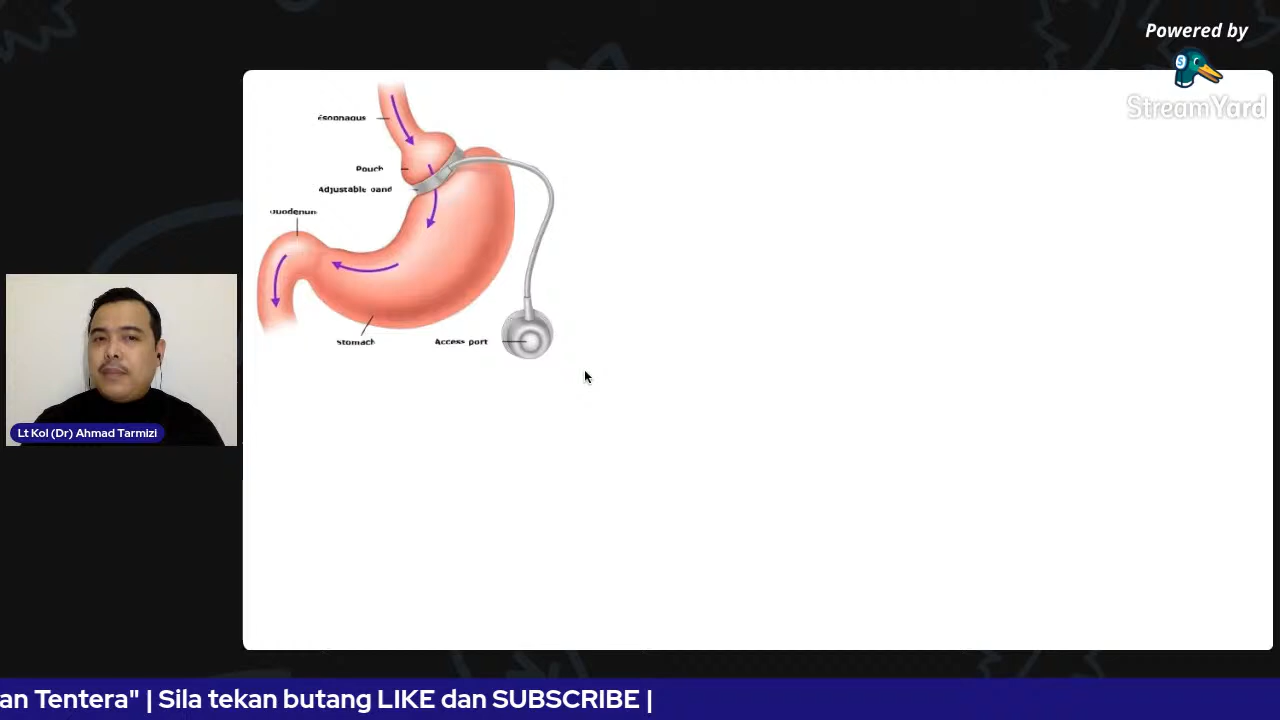 Powered by
StreamYard
Esophagus
Pouch
Adjustable band
Duodenum
Stomach
Access port
Lt Kol (Dr) Ahmad Tarmizi
an Tentera" | Sila tekan butang LIKE dan SUBSCRIBE |